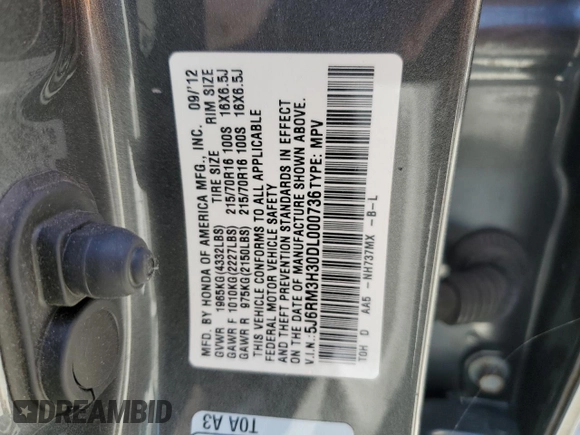 MFD. BY HONDA OF AMERICA MFG., INC. 09/'12
GVWR 1965KG(4332LBS) TIRE SIZE RIM SIZE
GAWR F 1010KG(2227LBS) 215/70R16 100S 16X6.5J
GAWR R 975KG(2150LBS) 215/70R16 100S 16X6.5J
THIS VEHICLE CONFORMS TO ALL APPLICABLE
FEDERAL MOTOR VEHICLE SAFETY
AND THEFT PREVENTION STANDARDS IN EFFECT
ON THE DATE OF MANUFACTURE SHOWN ABOVE.
V.I.N.:5J6RM3H30DL000736 TYPE: MPV
TOH D AA5 -NH737MX -B-L
TOA A3
DREAMBID